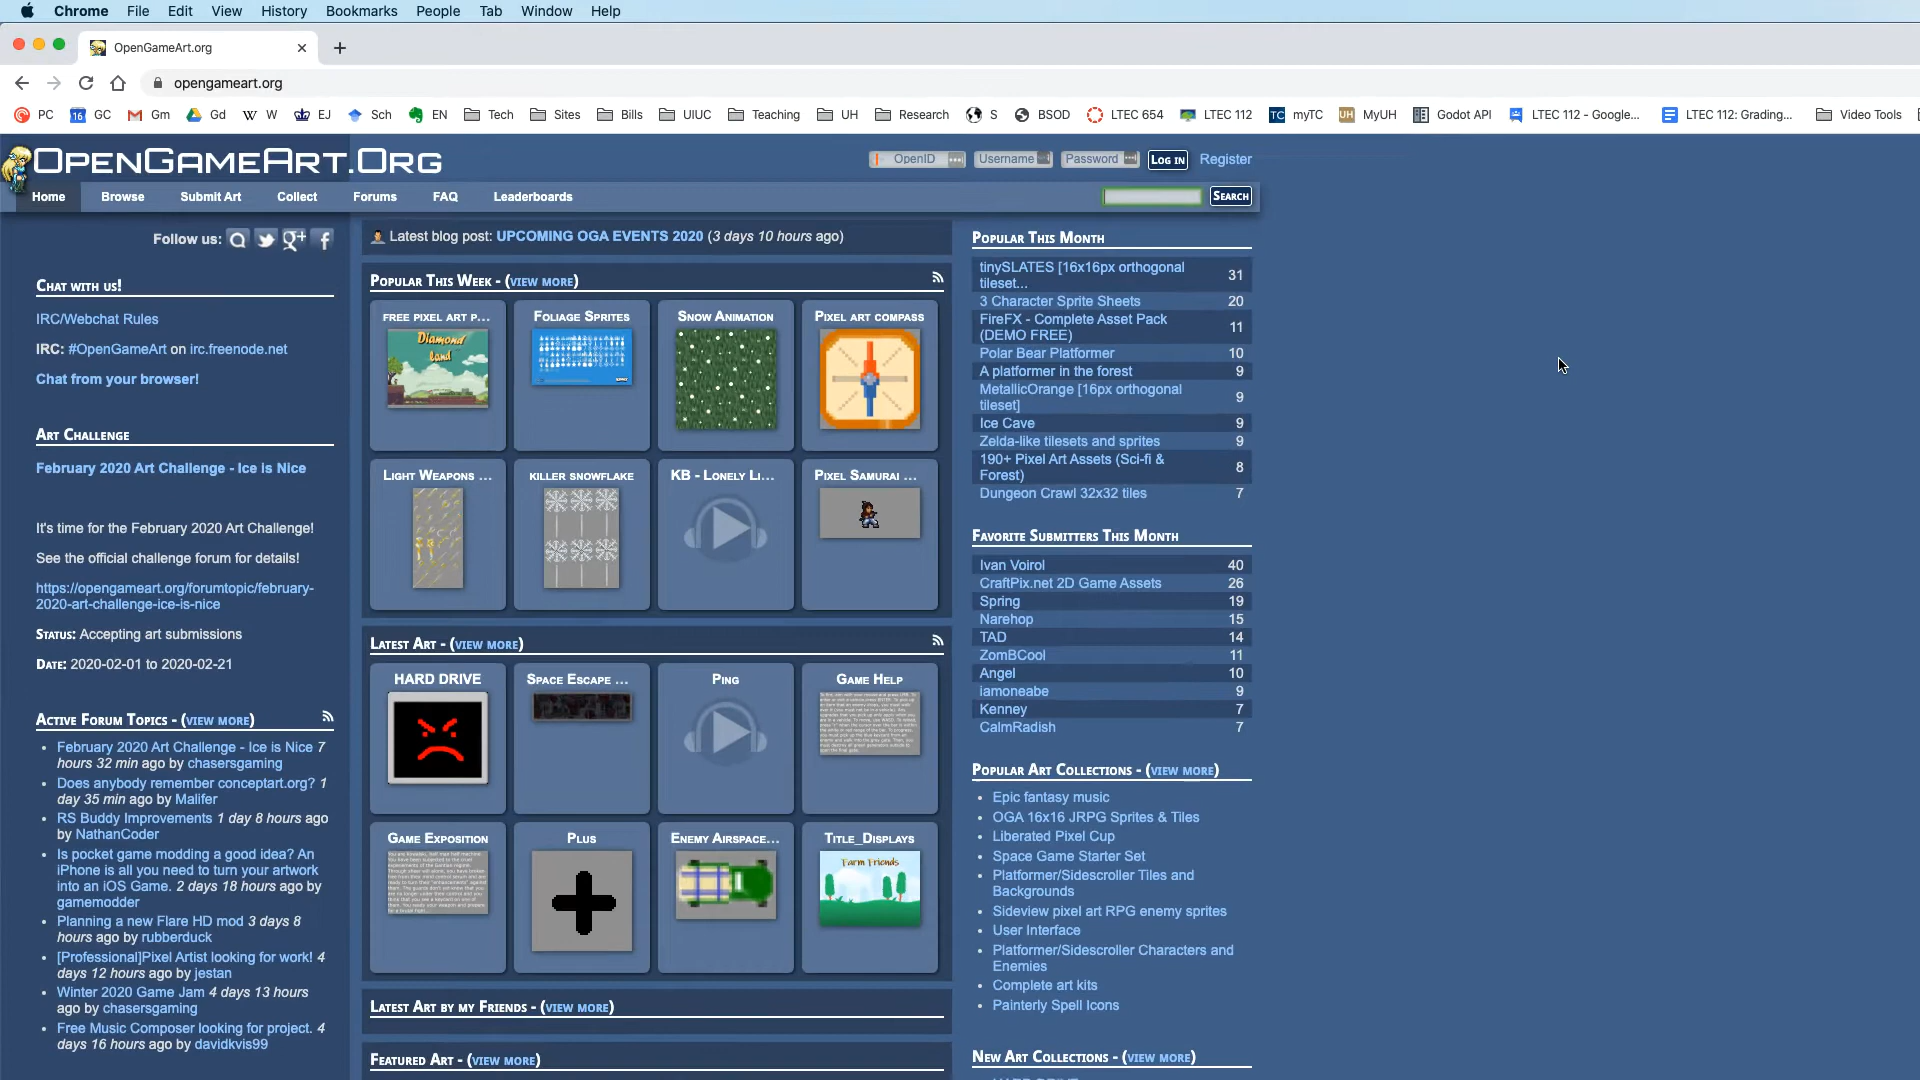 Chrome File Edit View History Bookmarks People Tab Window Help
OpenGameArt.org
opengameart.org
PC GC Gm Gd W EJ Sch EN Tech Sites Bills UIUC Teaching UH Research S BSOD LTEC 654 LTEC 112 myTC MyUH Godot API LTEC 112 - Google... LTEC 112: Grading... Video Tools
OpenGameArt.Org
OpenID Username Password Log in Register
Home Browse Submit Art Collect Forums FAQ Leaderboards Search
Follow us:
Chat with us!
IRC/Webchat Rules
IRC: #OpenGameArt on irc.freenode.net
Chat from your browser!
Art Challenge
February 2020 Art Challenge - Ice is Nice
It's time for the February 2020 Art Challenge!
See the official challenge forum for details!
https://opengameart.org/forumtopic/february-
2020-art-challenge-ice-is-nice
Status: Accepting art submissions
Date: 2020-02-01 to 2020-02-21
Active Forum Topics - (view more)
February 2020 Art Challenge - Ice is Nice 7
hours 32 min ago by chasersgaming
Does anybody remember conceptart.org? 1
day 35 min ago by Malifer
RS Buddy Improvements 1 day 8 hours ago
by NathanCoder
Is pocket game modding a good idea? An
iPhone is all you need to turn your artwork
into an iOS Game. 2 days 18 hours ago by
gamemodder
Planning a new Flare HD mod 3 days 8
hours ago by rubberduck
[Professional]Pixel Artist looking for work! 4
days 12 hours ago by jestan
Winter 2020 Game Jam 4 days 13 hours
ago by chasersgaming
Free Music Composer looking for project. 4
days 16 hours ago by davidkvis99
Latest blog post: UPCOMING OGA EVENTS 2020 (3 days 10 hours ago)
Popular This Week - (view more)
free pixel art p... Foliage Sprites Snow Animation Pixel art compass
Diamond
land
Light Weapons ... killer snowflake KB - Lonely Li... Pixel Samurai ...
Latest Art - (view more)
HARD DRIVE Space Escape ... Ping Game Help
Game Exposition Plus Enemy Airspace... Title_Displays
Farm Friends
Latest Art by my Friends - (view more)
Featured Art - (view more)
Popular This Month
tinySLATES [16x16px orthogonal
tileset... 31
3 Character Sprite Sheets 20
FireFX - Complete Asset Pack
(DEMO FREE) 11
Polar Bear Platformer 10
A platformer in the forest 9
MetallicOrange [16px orthogonal
tileset] 9
Ice Cave 9
Zelda-like tilesets and sprites 9
190+ Pixel Art Assets (Sci-fi &
Forest) 8
Dungeon Crawl 32x32 tiles 7
Favorite Submitters This Month
Ivan Voirol 40
CraftPix.net 2D Game Assets 26
Spring 19
Narehop 15
TAD 14
ZomBCool 11
Angel 10
iamoneabe 9
Kenney 7
CalmRadish 7
Popular Art Collections - (view more)
Epic fantasy music
OGA 16x16 JRPG Sprites & Tiles
Liberated Pixel Cup
Space Game Starter Set
Platformer/Sidescroller Tiles and
Backgrounds
Sideview pixel art RPG enemy sprites
User Interface
Platformer/Sidescroller Characters and
Enemies
Complete art kits
Painterly Spell Icons
New Art Collections - (view more)